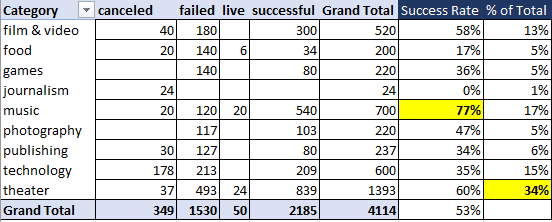 Category canceled failed live successful Grand Total Success Rate % of Total
film & video 40 180 300 520 58% 13%
food 20 140 6 34 200 17% 5%
games 140 80 220 36% 5%
journalism 24 24 0% 1%
music 20 120 20 540 700 77% 17%
photography 117 103 220 47% 5%
publishing 30 127 80 237 34% 6%
technology 178 213 209 600 35% 15%
theater 37 493 24 839 1393 60% 34%
Grand Total 349 1530 50 2185 4114 53%